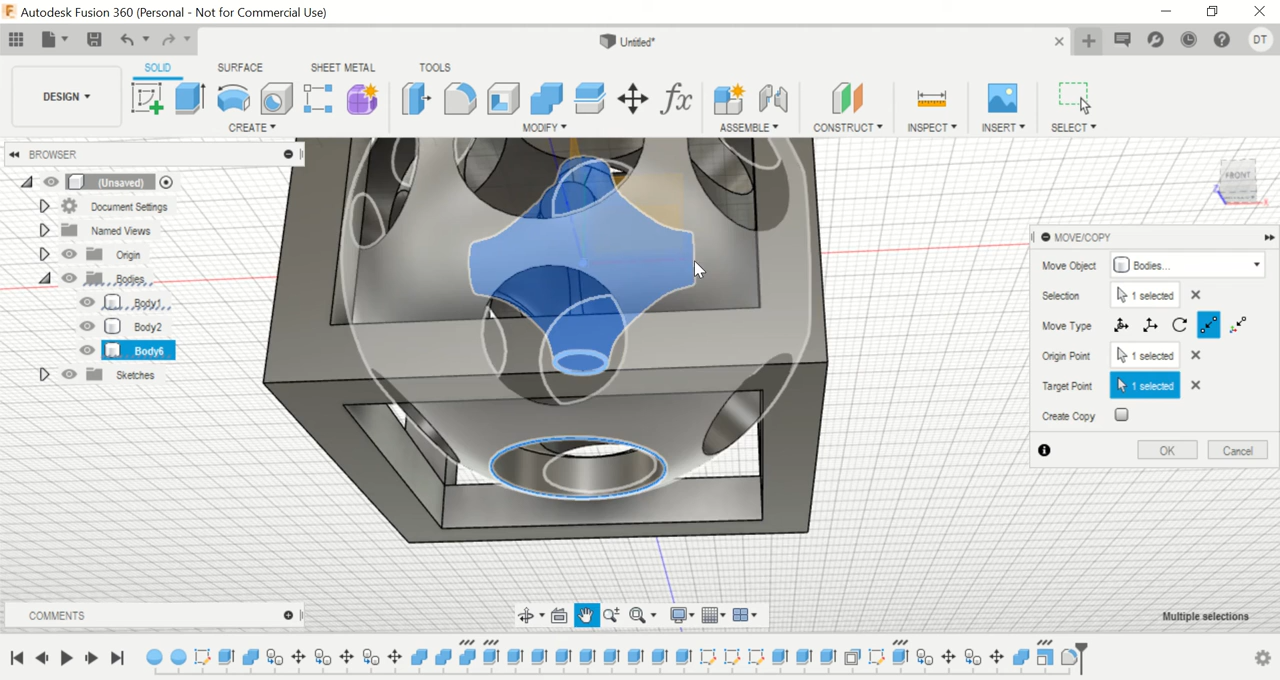 Autodesk Fusion 360 (Personal - Not for Commercial Use)
Untitled*
DT
DESIGN
SOLID SURFACE SHEET METAL TOOLS
CREATE MODIFY ASSEMBLE CONSTRUCT INSPECT INSERT SELECT
BROWSER
(Unsaved)
Document Settings
Named Views
Origin
Bodies
Body1
Body2
Body6
Sketches
FRONT
MOVE/COPY
Move Object Bodies...
Selection 1 selected
Move Type
Origin Point 1 selected
Target Point 1 selected
Create Copy
OK Cancel
COMMENTS
Multiple selections